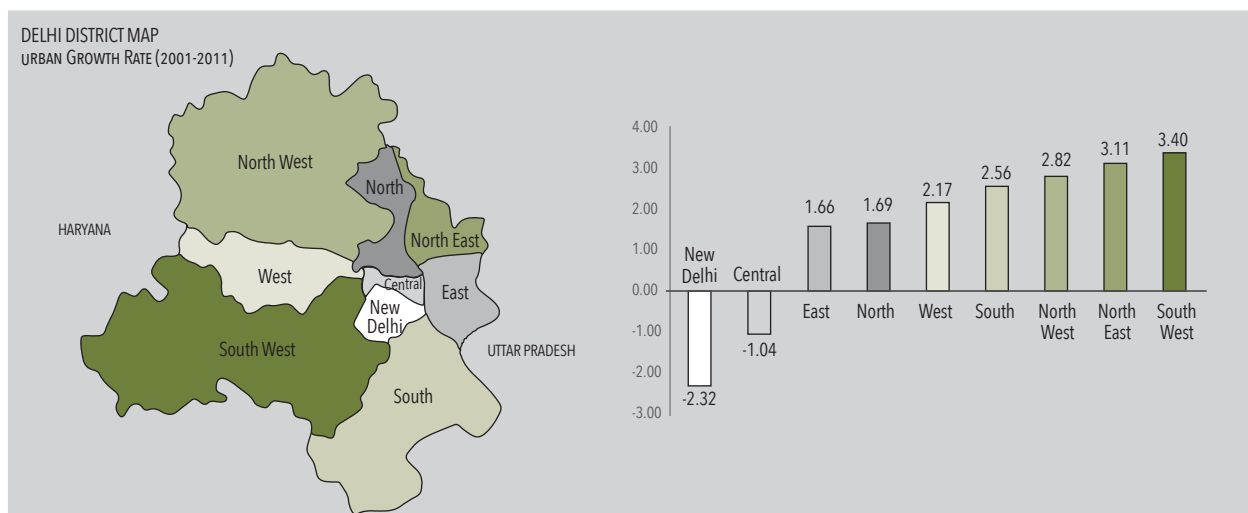 DELHI DISTRICT MAP
URBAN GROWTH RATE (2001-2011)
North West
North
HARYANA
North East
West
Central
East
New
Delhi
South West
UTTAR PRADESH
South
4.00
3.00
2.00
1.00
0.00
-1.00
-2.00
-3.00
New
Delhi
-2.32
Central
-1.04
1.66
East
1.69
North
2.17
West
2.56
South
2.82
North
West
3.11
North
East
3.40
South
West